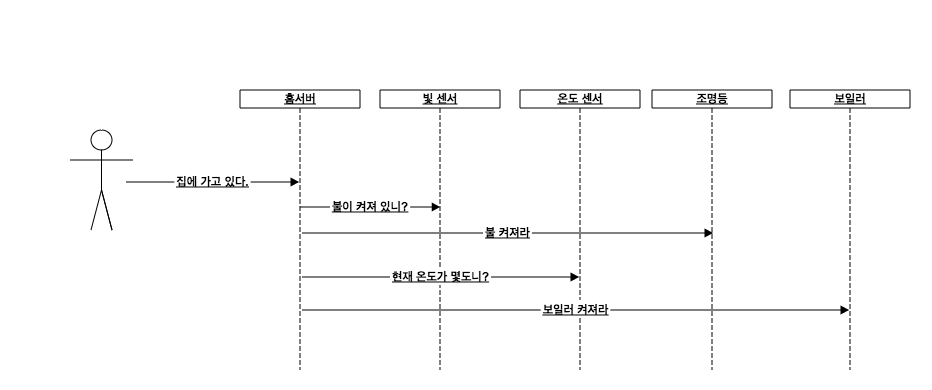 홈서버
빛 센서
온도 센서
조명등
보일러
집에 가고 있다.
불이 켜져 있니?
불 켜져라
현재 온도가 몇도니?
보일러 켜져라